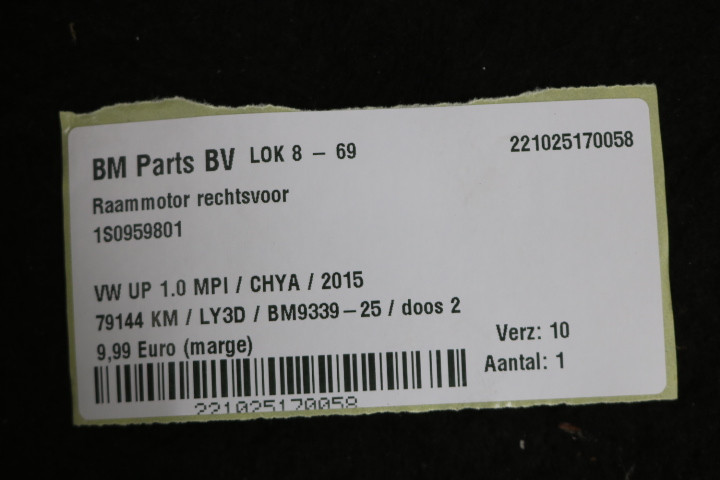 BM Parts BV LOK 8 – 69 221025170058
Raammotor rechtsvoor
1S0959801
VW UP 1.0 MPI / CHYA / 2015
79144 KM / LY3D / BM9339-25 / doos 2
9,99 Euro (marge) Verz: 10
Aantal: 1
221025170058